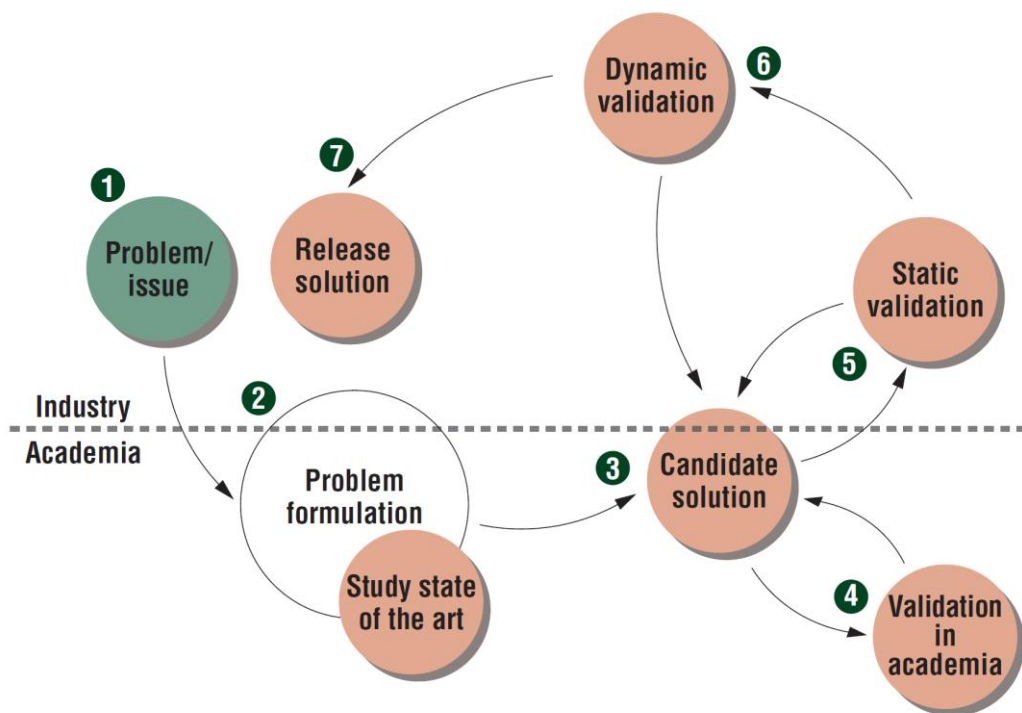 1
Problem/
issue
7
Release
solution
Dynamic
validation
6
Static
validation
5
Industry
Academia
2
Problem
formulation
Study state
of the art
3
Candidate
solution
4
Validation
in
academia